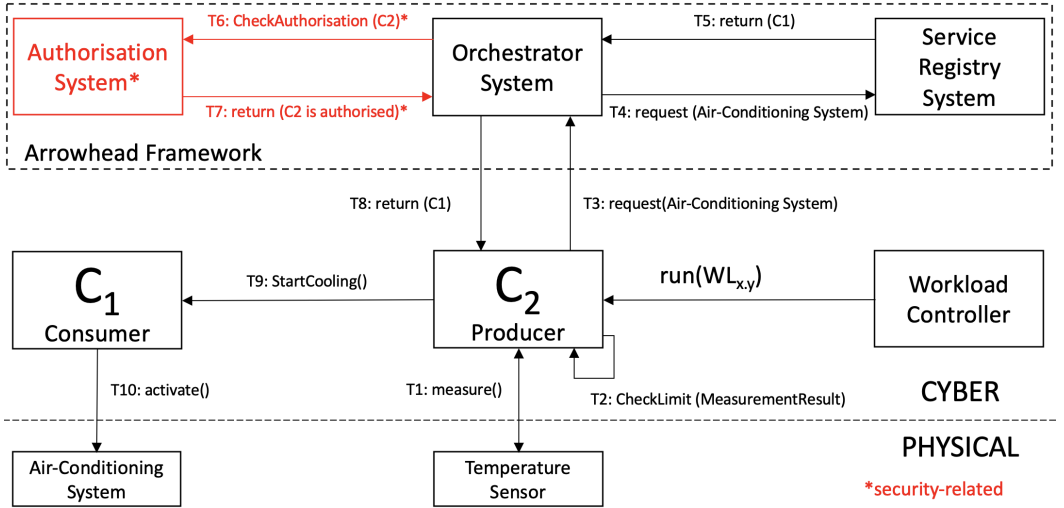 T6: CheckAuthorisation (C2)*
T5: return (C1)
Authorisation
System*
Orchestrator
System
Service
Registry
System
T7: return (C2 is authorised)*
T4: request (Air-Conditioning System)
Arrowhead Framework
T8: return (C1)
T3: request(Air-Conditioning System)
C1
Consumer
T9: StartCooling()
C2
Producer
run(WLx.y)
Workload
Controller
T10: activate()
T1: measure()
T2: CheckLimit (MeasurementResult)
CYBER
PHYSICAL
Air-Conditioning
System
Temperature
Sensor
*security-related